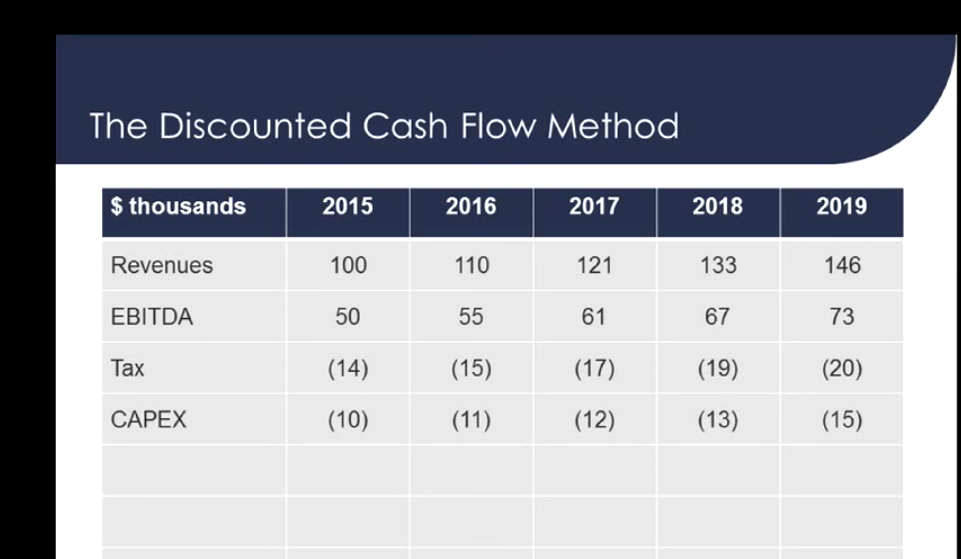 The Discounted Cash Flow Method
$ thousands 2015 2016 2017 2018 2019
Revenues 100 110 121 133 146
EBITDA 50 55 61 67 73
Tax (14) (15) (17) (19) (20)
CAPEX (10) (11) (12) (13) (15)